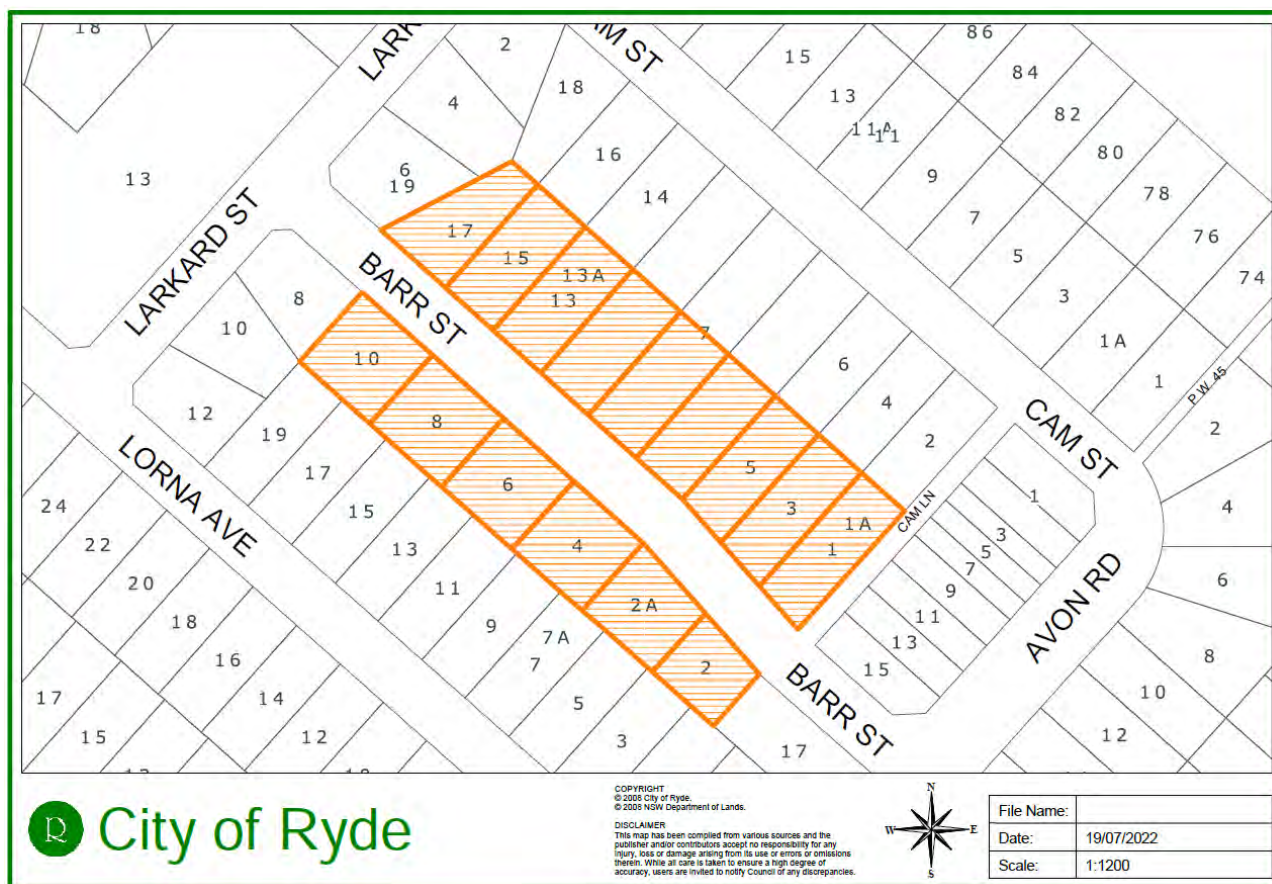 18
2
LARK
AM ST
86
15
84
18
13
4
82
11A
11
16
80
6
19
9
13
14
78
7
76
17
LARKARD ST
5
15
74
13A
BARR ST
3
13
8
10
7
1A
10
6
1
P.W. 45
4
8
12
2
CAM ST
2
19
LORNA AVE
5
17
6
1
24
15
3
4
1A
CAM LN
22
13
4
1
3
5
20
11
7
6
2A
9
18
9
7A
11
AVON RD
16
7
13
8
2
15
17
14
5
BARR ST
10
15
12
3
17
12
City of Ryde
COPYRIGHT
© 2008 City of Ryde.
© 2008 NSW Department of Lands.
DISCLAIMER
This map has been compiled from various sources and the
publisher and/or contributors accept no responsibility for any
injury, loss or damage arising from its use or errors or omissions
therein. While all care is taken to ensure a high degree of
accuracy, users are invited to notify Council of any discrepancies.
N
W
E
S
File Name:
Date: 19/07/2022
Scale: 1:1200